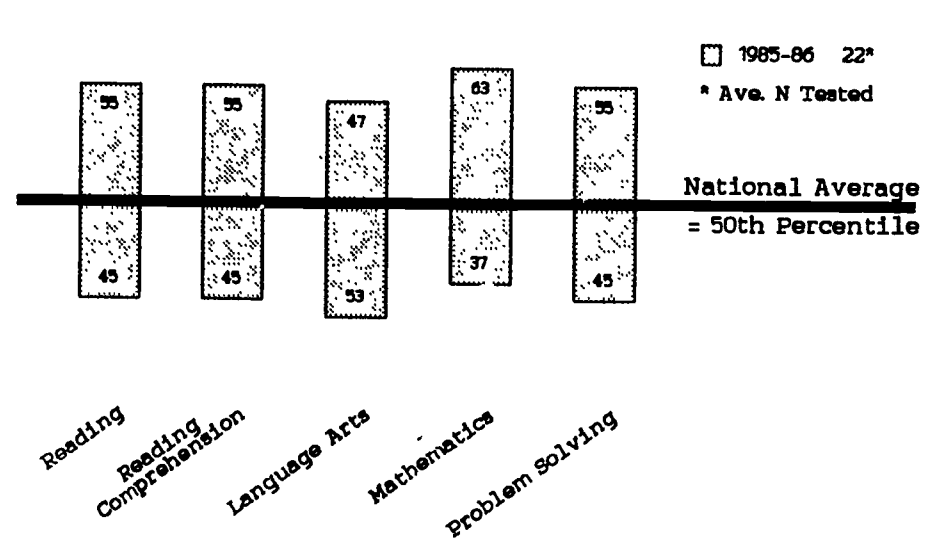 1985-86 22*
* Ave. N Tested
55
55
47
63
55
National Average
= 50th Percentile
45
45
53
37
45
Reading
Reading
Comprehension
Language Arts
Mathematics
Problem Solving